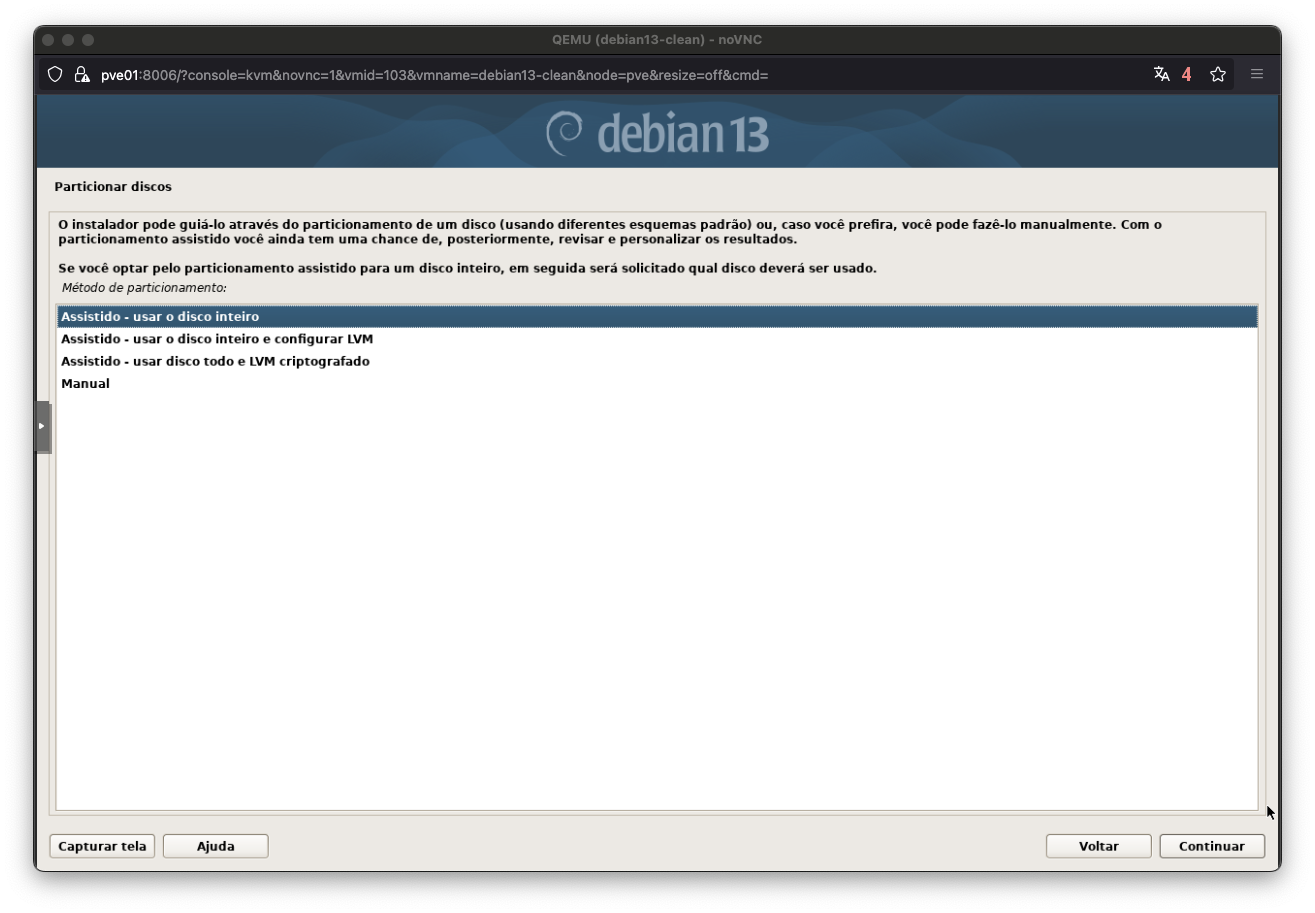 QEMU (debian13-clean) - noVNC
pve01:8006/?console=kvm&novnc=1&vmid=103&vmname=debian13-clean&node=pve&resize=off&cmd=
4
debian 13
Particionar discos
O instalador pode guiá-lo através do particionamento de um disco (usando diferentes esquemas padrão) ou, caso você prefira, você pode fazê-lo manualmente. Com o
particionamento assistido você ainda tem uma chance de, posteriormente, revisar e personalizar os resultados.
Se você optar pelo particionamento assistido para um disco inteiro, em seguida será solicitado qual disco deverá ser usado.
Método de particionamento:
Assistido - usar o disco inteiro
Assistido - usar o disco inteiro e configurar LVM
Assistido - usar disco todo e LVM criptografado
Manual
Capturar tela
Ajuda
Voltar
Continuar